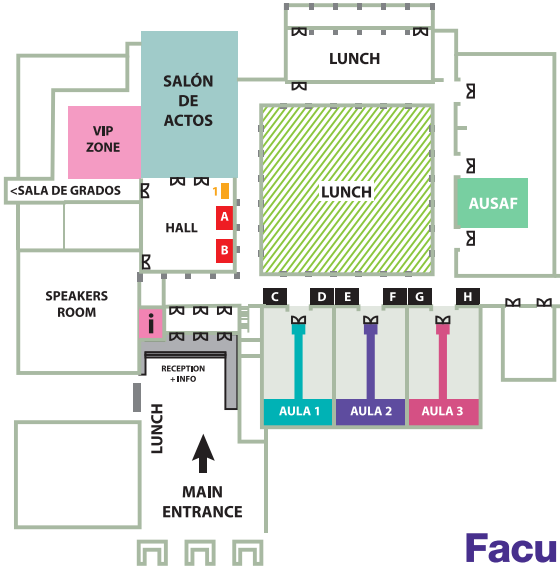 LUNCH
SALÓN
DE
ACTOS
VIP
ZONE
<SALA DE GRADOS
1
A
LUNCH
AUSAF
HALL
B
SPEAKERS
ROOM
C
D
E
F
G
H
i
RECEPTION
+ INFO
LUNCH
AULA 1
AULA 2
AULA 3
MAIN
ENTRANCE
Facu